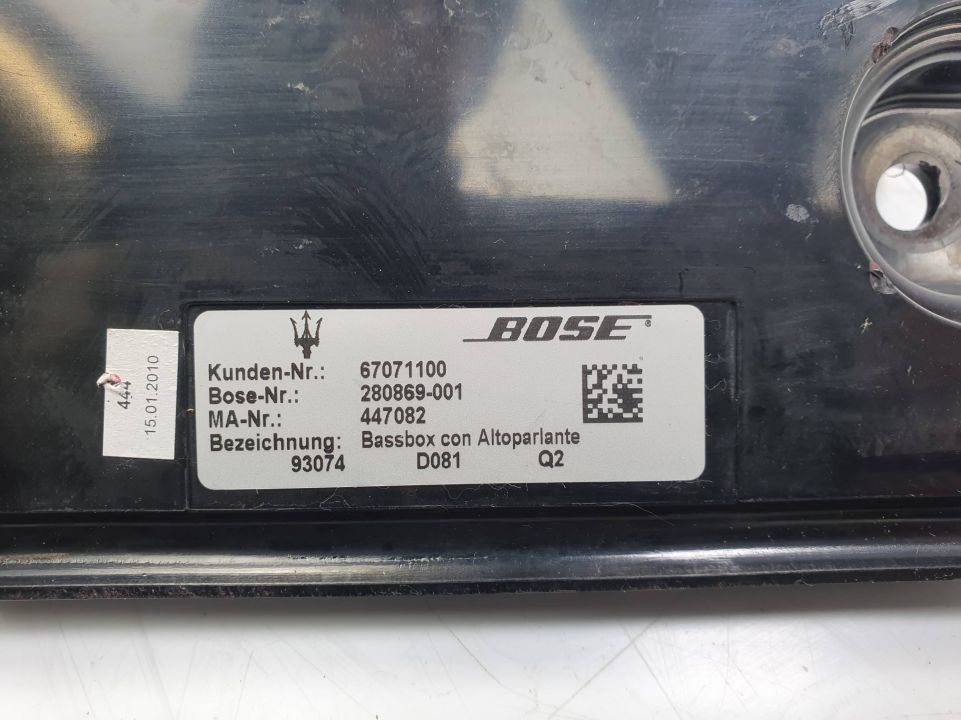 BOSE®
Kunden-Nr.: 67071100
Bose-Nr.: 280869-001
MA-Nr.: 447082
Bezeichnung: Bassbox con Altoparlante
93074 D081 Q2
444
15.01.2010